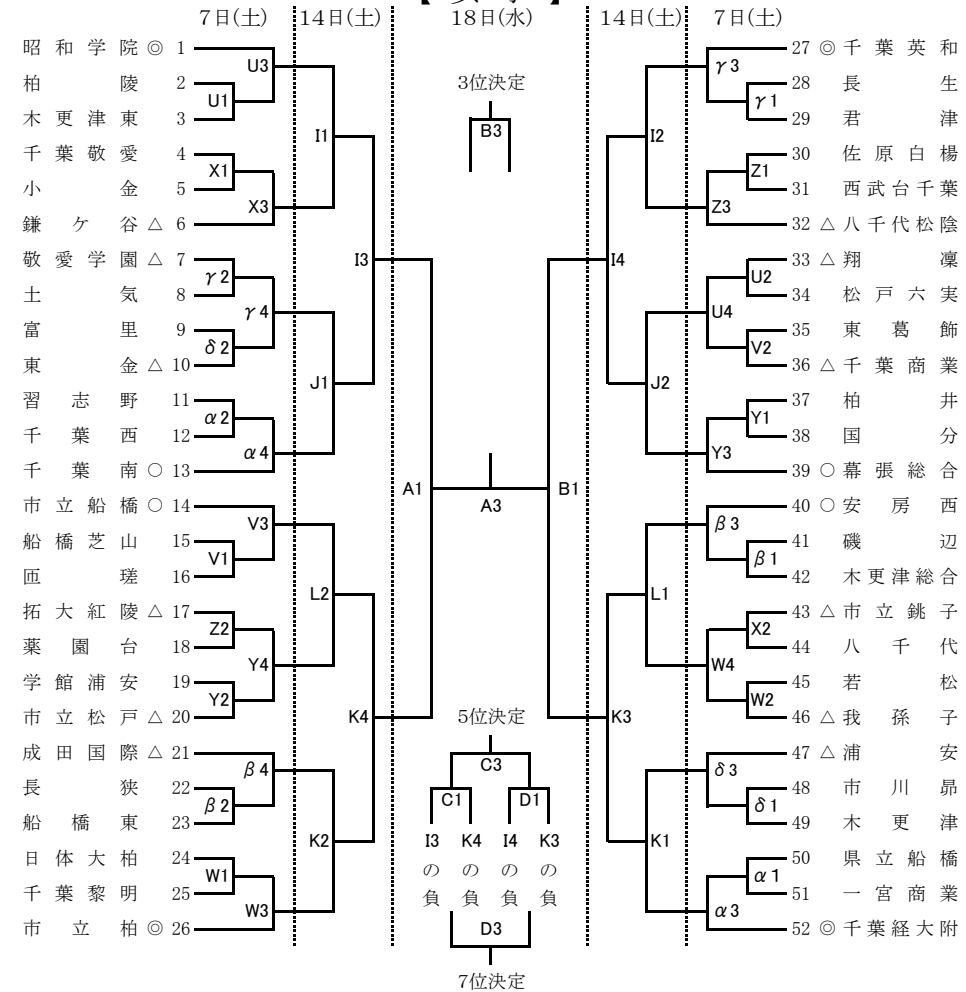 7日(土) 14日(土) 18日(水) 14日(土) 7日(土)
昭和学院 ◎ 1
柏陵 2
木更津東 3
千葉敬愛 4
小金 5
鎌ケ谷 △ 6
敬愛学園 △ 7
土気 8
富里 9
東金 △ 10
習志野 11
千葉西 12
千葉南 ○ 13
市立船橋 ○ 14
船橋芝山 15
匝瑳 16
拓大紅陵 △ 17
薬園台 18
学館浦安 19
市立松戸 △ 20
成田国際 △ 21
長狭 22
船橋東 23
日体大柏 24
千葉黎明 25
市立柏 ◎ 26
U3
U1
X1
X3
γ2
γ4
δ2
α2
α4
V3
V1
Z2
Y4
Y2
β4
β2
W1
W3
I1
J1
L2
K2
I3
K4
A1
3位決定
B3
A3
B1
5位決定
C3
C1 D1
I3 K4 I4 K3
の の の の
負 負 負 負
D3
7位決定
I4
K3
I2
J2
L1
K1
γ3
γ1
Z1
Z3
U2
U4
V2
Y1
Y3
β3
β1
X2
W4
W2
δ3
δ1
α1
α3
27 ◎ 千葉英和
28 長生
29 君津
30 佐原白楊
31 西武台千葉
32 △ 八千代松陰
33 △ 翔凜
34 松戸六実
35 東葛飾
36 △ 千葉商業
37 柏井
38 国分
39 ○ 幕張総合
40 ○ 安房西
41 磯辺
42 木更津総合
43 △ 市立銚子
44 八千代
45 若松
46 △ 我孫子
47 △ 浦安
48 市川昴
49 木更津
50 県立船橋
51 一宮商業
52 ◎ 千葉経大附